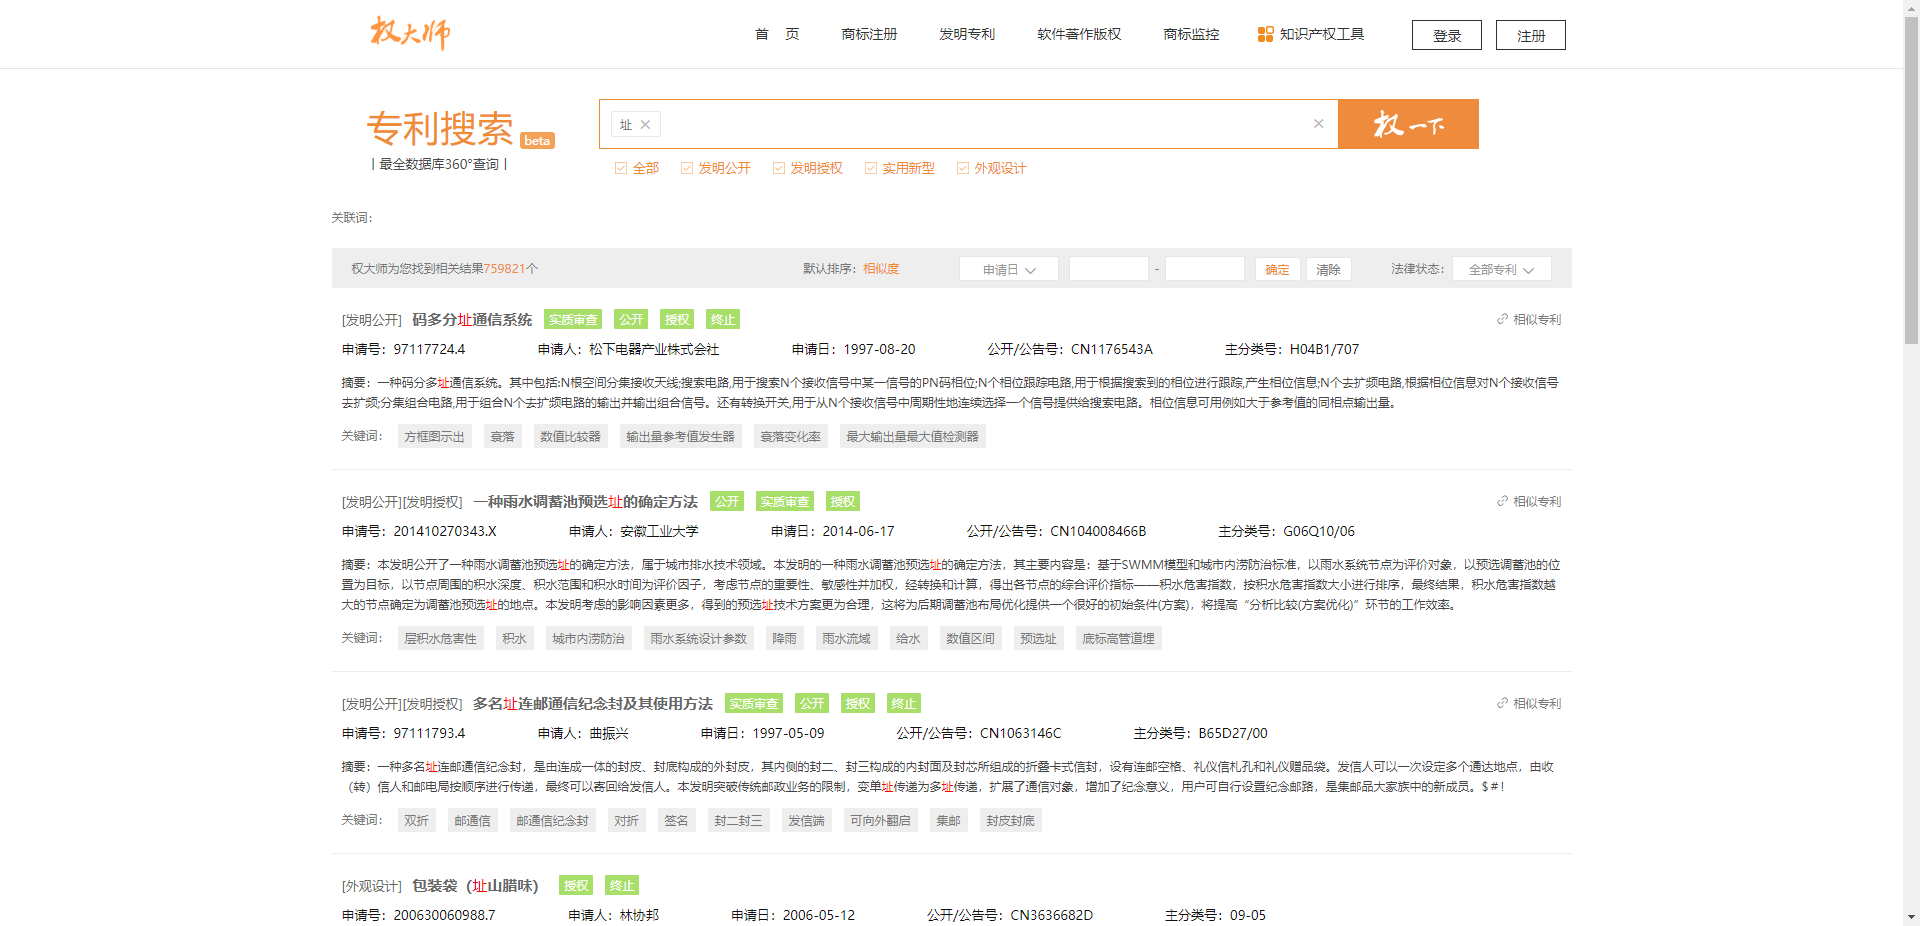 权大师
首 页 商标注册 发明专利 软件著作版权 商标监控 知识产权工具 登录 注册
专利搜索 beta
| 最全数据库360°查询 |
址 × × 权一下
全部 发明公开 发明授权 实用新型 外观设计
关联词：
权大师为您找到相关结果759821个 默认排序：相似度 申请日 - 确定 清除 法律状态： 全部专利
[发明公开] 码多分址通信系统 实质审查 公开 授权 终止 相似专利
申请号：97117724.4 申请人：松下电器产业株式会社 申请日：1997-08-20 公开/公告号：CN1176543A 主分类号：H04B1/707
摘要：一种码分多址通信系统。其中包括:N根空间分集接收天线;搜索电路,用于搜索N个接收信号中某一信号的PN码相位;N个相位跟踪电路,用于根据搜索到的相位进行跟踪,产生相位信息;N个去扩频电路,根据相位信息对N个接收信号
去扩频;分集组合电路,用于组合N个去扩频电路的输出并输出组合信号。还有转换开关,用于从N个接收信号中周期性地连续选择一个信号提供给搜索电路。相位信息可用例如大于参考值的同相点输出量。
关键词： 方框图示出 衰落 数值比较器 输出量参考值发生器 衰落变化率 最大输出量最大值检测器
[发明公开][发明授权] 一种雨水调蓄池预选址的确定方法 公开 实质审查 授权 相似专利
申请号：201410270343.X 申请人：安徽工业大学 申请日：2014-06-17 公开/公告号：CN104008466B 主分类号：G06Q10/06
摘要：本发明公开了一种雨水调蓄池预选址的确定方法，属于城市排水技术领域。本发明的一种雨水调蓄池预选址的确定方法，其主要内容是：基于SWMM模型和城市内涝防治标准，以雨水系统节点为评价对象，以预选调蓄池的位
置为目标，以节点周围的积水深度、积水范围和积水时间为评价因子，考虑节点的重要性、敏感性并加权，经转换和计算，得出各节点的综合评价指标——积水危害指数，按积水危害指数大小进行排序，最终结果，积水危害指数越
大的节点确定为调蓄池预选址的地点。本发明考虑的影响因素更多，得到的预选址技术方案更为合理，这将为后期调蓄池布局优化提供一个很好的初始条件(方案)，将提高“分析比较(方案优化)”环节的工作效率。
关键词： 层积水危害性 积水 城市内涝防治 雨水系统设计参数 降雨 雨水流域 给水 数值区间 预选址 底标高管道埋
[发明公开][发明授权] 多名址连邮通信纪念封及其使用方法 实质审查 公开 授权 终止 相似专利
申请号：97111793.4 申请人：曲振兴 申请日：1997-05-09 公开/公告号：CN1063146C 主分类号：B65D27/00
摘要：一种多名址连邮通信纪念封，是由连成一体的封皮、封底构成的外封皮，其内侧的封二、封三构成的内封面及封芯所组成的折叠卡式信封，设有连邮空格、礼仪信札孔和礼仪赠品袋。发信人可以一次设定多个通达地点，由收
（转）信人和邮电局按顺序进行传递，最终可以寄回给发信人。本发明突破传统邮政业务的限制，变单址传递为多址传递，扩展了通信对象，增加了纪念意义，用户可自行设置纪念邮路，是集邮品大家族中的新成员。$#!
关键词： 双折 邮通信 邮通信纪念封 对折 签名 封二封三 发信端 可向外翻启 集邮 封皮封底
[外观设计] 包装袋（址山腊味） 授权 终止
申请号：200630060988.7 申请人：林协邦 申请日：2006-05-12 公开/公告号：CN3636682D 主分类号：09-05